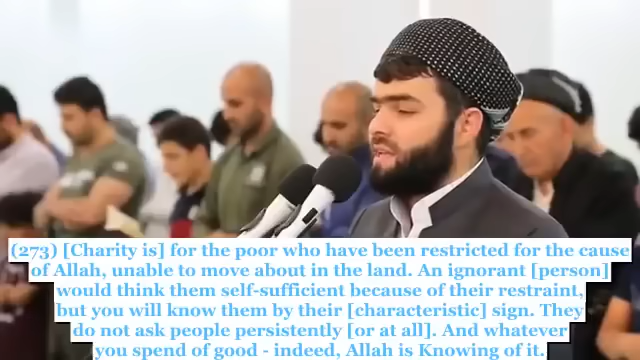 (273) [Charity is] for the poor who have been restricted for the cause
of Allah, unable to move about in the land. An ignorant [person]
would think them self-sufficient because of their restraint,
but you will know them by their [characteristic] sign. They
do not ask people persistently [or at all]. And whatever
you spend of good - indeed, Allah is Knowing of it.